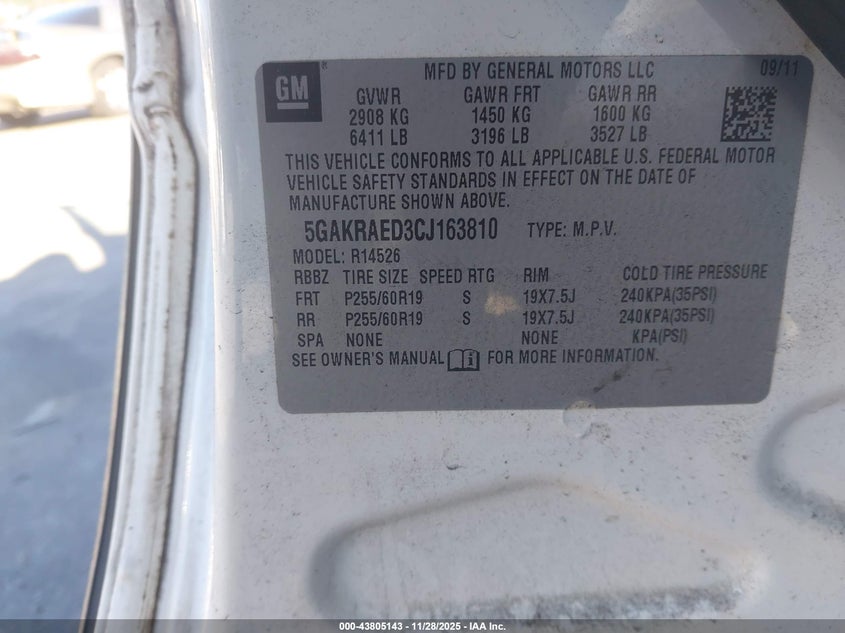 GM®
MFD BY GENERAL MOTORS LLC 09/11
GVWR GAWR FRT GAWR RR
2908 KG 1450 KG 1600 KG
6411 LB 3196 LB 3527 LB
THIS VEHICLE CONFORMS TO ALL APPLICABLE U.S. FEDERAL MOTOR
VEHICLE SAFETY STANDARDS IN EFFECT ON THE DATE OF
MANUFACTURE SHOWN ABOVE.
5GAKRAED3CJ163810 TYPE: M.P.V.
MODEL: R14526
RBBZ TIRE SIZE SPEED RTG RIM COLD TIRE PRESSURE
FRT P255/60R19 S 19X7.5J 240KPA(35PSI)
RR P255/60R19 S 19X7.5J 240KPA(35PSI)
SPA NONE NONE KPA(PSI)
SEE OWNER'S MANUAL FOR MORE INFORMATION.
000-43805143 - 11/28/2025 - IAA Inc.